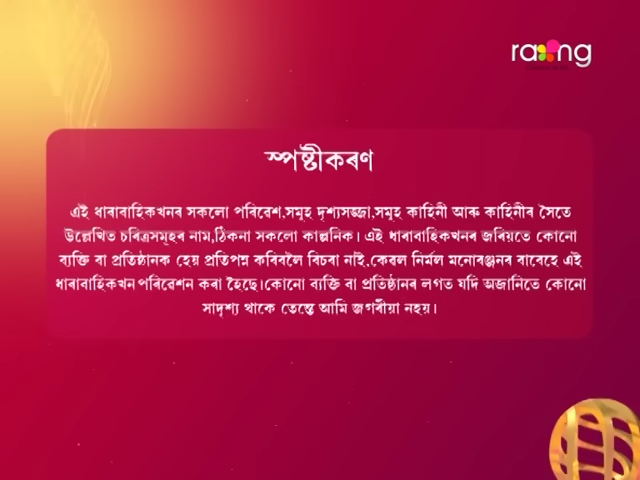 rang
স্পষ্টীকৰণ
এই ধাৰাবাহিকখনৰ সকলো পৰিৱেশ,সমূহ দৃশ্যসজ্জা,সমূহ কাহিনী আৰু কাহিনীৰ সৈতে
উল্লেখিত চৰিত্ৰসমূহৰ নাম,ঠিকনা সকলো কাল্পনিক। এই ধাৰাবাহিকখনৰ জৰিয়তে কোনো
ব্যক্তি বা প্ৰতিষ্ঠানক হেয় প্ৰতিপন্ন কৰিবলৈ বিচৰা নাই.কেৱল নিৰ্মল মনোৰঞ্জনৰ বাবেহে এই
ধাৰাবাহিকখন পৰিৱেশন কৰা হৈছে।কোনো ব্যক্তি বা প্ৰতিষ্ঠানৰ লগত যদি অজানিতে কোনো
সাদৃশ্য থাকে তেন্তে আমি জগৰীয়া নহয়।